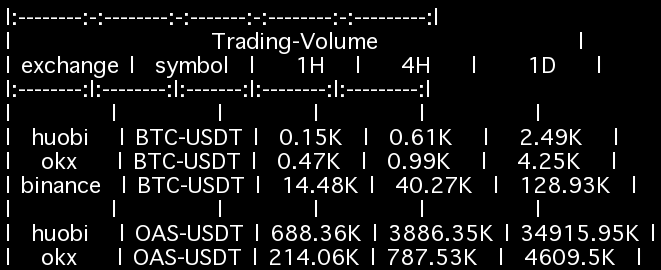 |:--------:-:--------:-:-------:-:--------:-:---------:|
| Trading-Volume |
| exchange | symbol | 1H | 4H | 1D |
|:--------:|:--------:|:-------:|:--------:|:---------:|
| | | | | |
| huobi | BTC-USDT | 0.15K | 0.61K | 2.49K |
| okx | BTC-USDT | 0.47K | 0.99K | 4.25K |
| binance | BTC-USDT | 14.48K | 40.27K | 128.93K |
| | | | | |
| huobi | OAS-USDT | 688.36K | 3886.35K | 34915.95K |
| okx | OAS-USDT | 214.06K | 787.53K | 4609.5K |